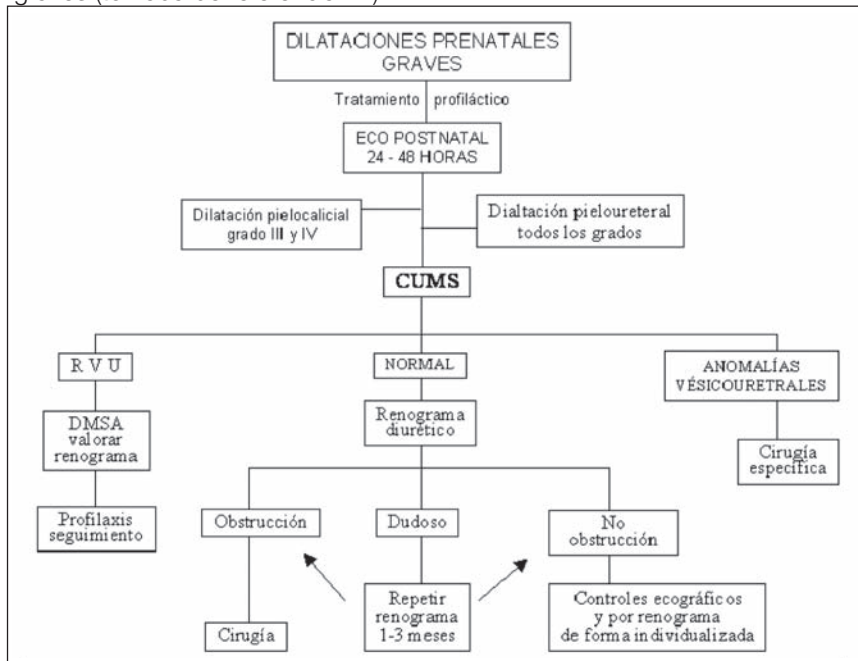 DILATACIONES PRENATALES
GRAVES
Tratamiento profiláctico
ECO POSTNATAL
24 - 48 HORAS
Dilatación pielocalicial
grado III y IV
Dialtación pieloureteral
todos los grados
CUMS
R V U
NORMAL
ANOMALÍAS
VÉSICOURETRALES
DMSA
valorar
renograma
Renograma
diurético
Cirugía
específica
Profilaxis
seguimiento
Obstrucción
Dudoso
No
obstrucción
Cirugía
Repetir
renograma
1-3 meses
Controles ecográficos
y por renograma
de forma individualizada